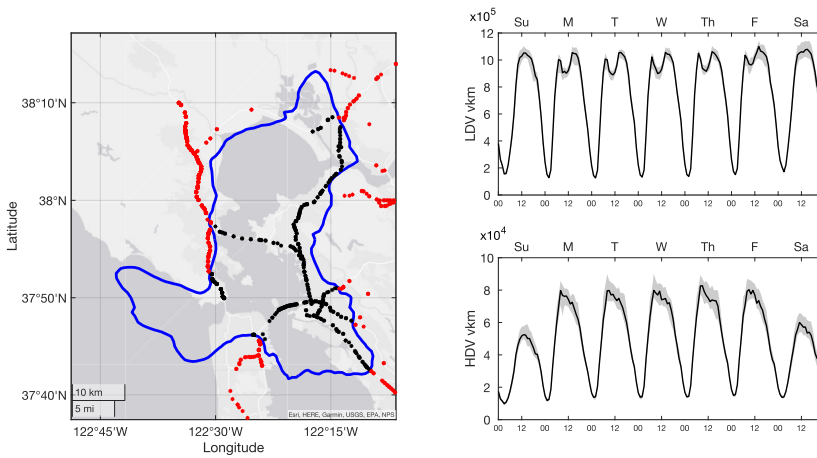 38°10'N
38°N
37°50'N
37°40'N
Latitude
10 km
5 mi
Esri, HERE, Garmin, USGS, EPA, NPS
122°45'W 122°30'W 122°15'W
Longitude
x10⁵
Su M T W Th F Sa
12
10
8
6
4
2
0
LDV vkm
00 12 00 12 00 12 00 12 00 12 00 12 00 12
x10⁴
Su M T W Th F Sa
10
8
6
4
2
0
HDV vkm
00 12 00 12 00 12 00 12 00 12 00 12 00 12